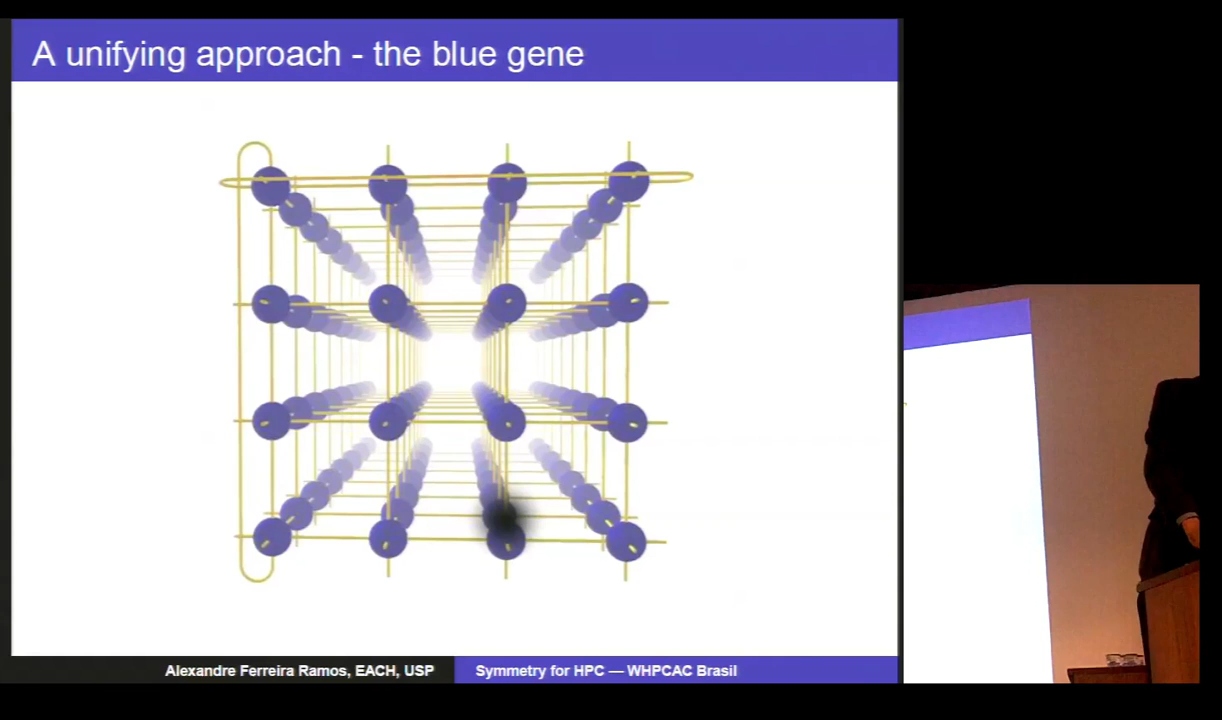 A unifying approach - the blue gene
Alexandre Ferreira Ramos, EACH, USP
Symmetry for HPC — WHPCAC Brasil